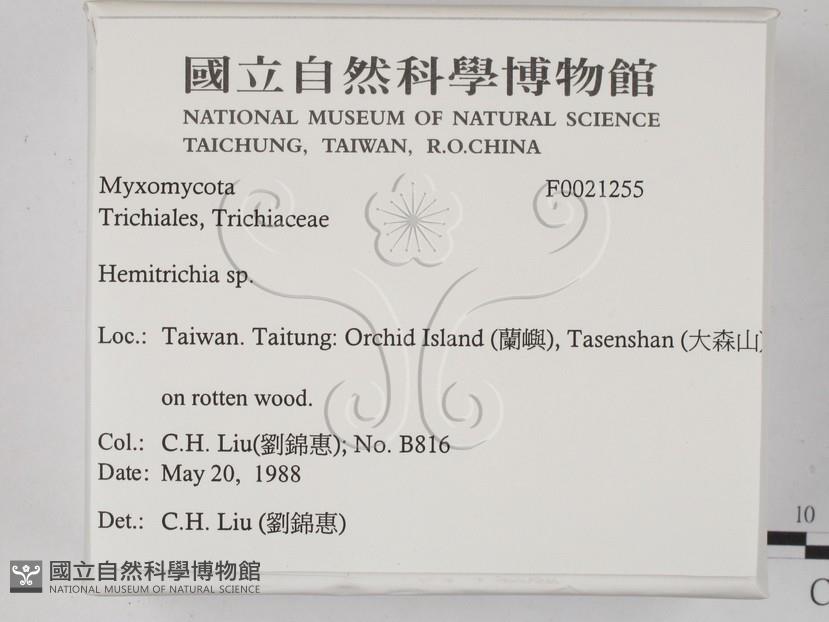 國立自然科學博物館
NATIONAL MUSEUM OF NATURAL SCIENCE
TAICHUNG, TAIWAN, R.O.CHINA
Myxomycota F0021255
Trichiales, Trichiaceae
Hemitrichia sp.
Loc.: Taiwan. Taitung: Orchid Island (蘭嶼), Tasenshan (大森山)
on rotten wood.
Col.: C.H. Liu(劉錦惠); No. B816
Date: May 20, 1988
Det.: C.H. Liu (劉錦惠)
10
國立自然科學博物館
NATIONAL MUSEUM OF NATURAL SCIENCE